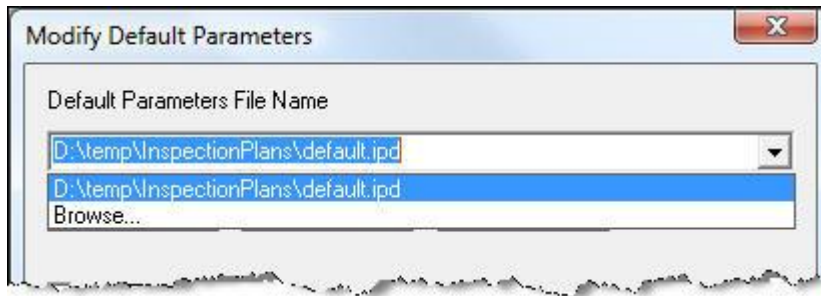 Modify Default Parameters
Default Parameters File Name
D:\temp\InspectionPlans\default.ipd
D:\temp\InspectionPlans\default.ipd
Browse...